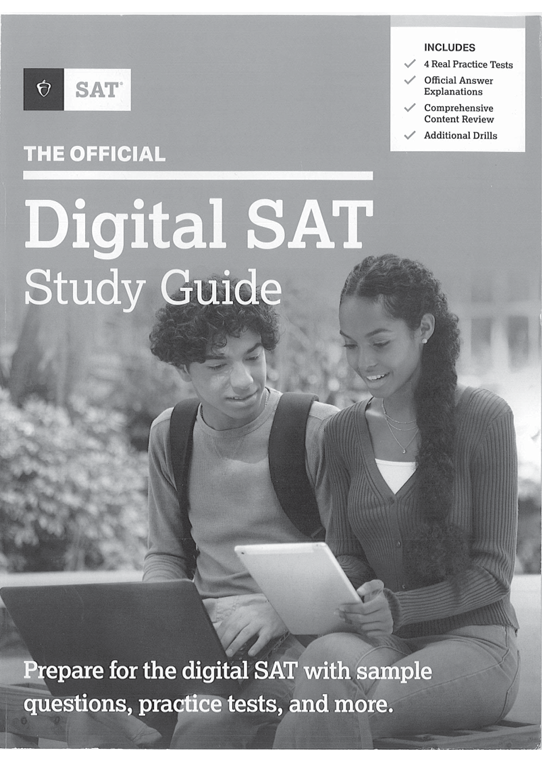 SAT®
THE OFFICIAL
Digital SAT
Study Guide
INCLUDES
4 Real Practice Tests
Official Answer
Explanations
Comprehensive
Content Review
Additional Drills
Prepare for the digital SAT with sample
questions, practice tests, and more.